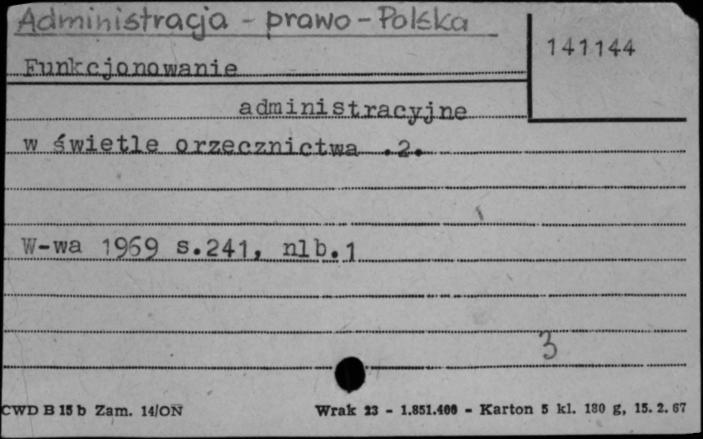 Administracja - prawo - Polska
141144
Funkcjonowanie
administracyjne
w świetle orzecznictwa .2.
W-wa 1969 s.241, nlb.1
3
CWD B 15 b Zam. 14/ON
Wrak 23 - 1.851.400 - Karton 5 kl. 180 g, 15. 2. 67